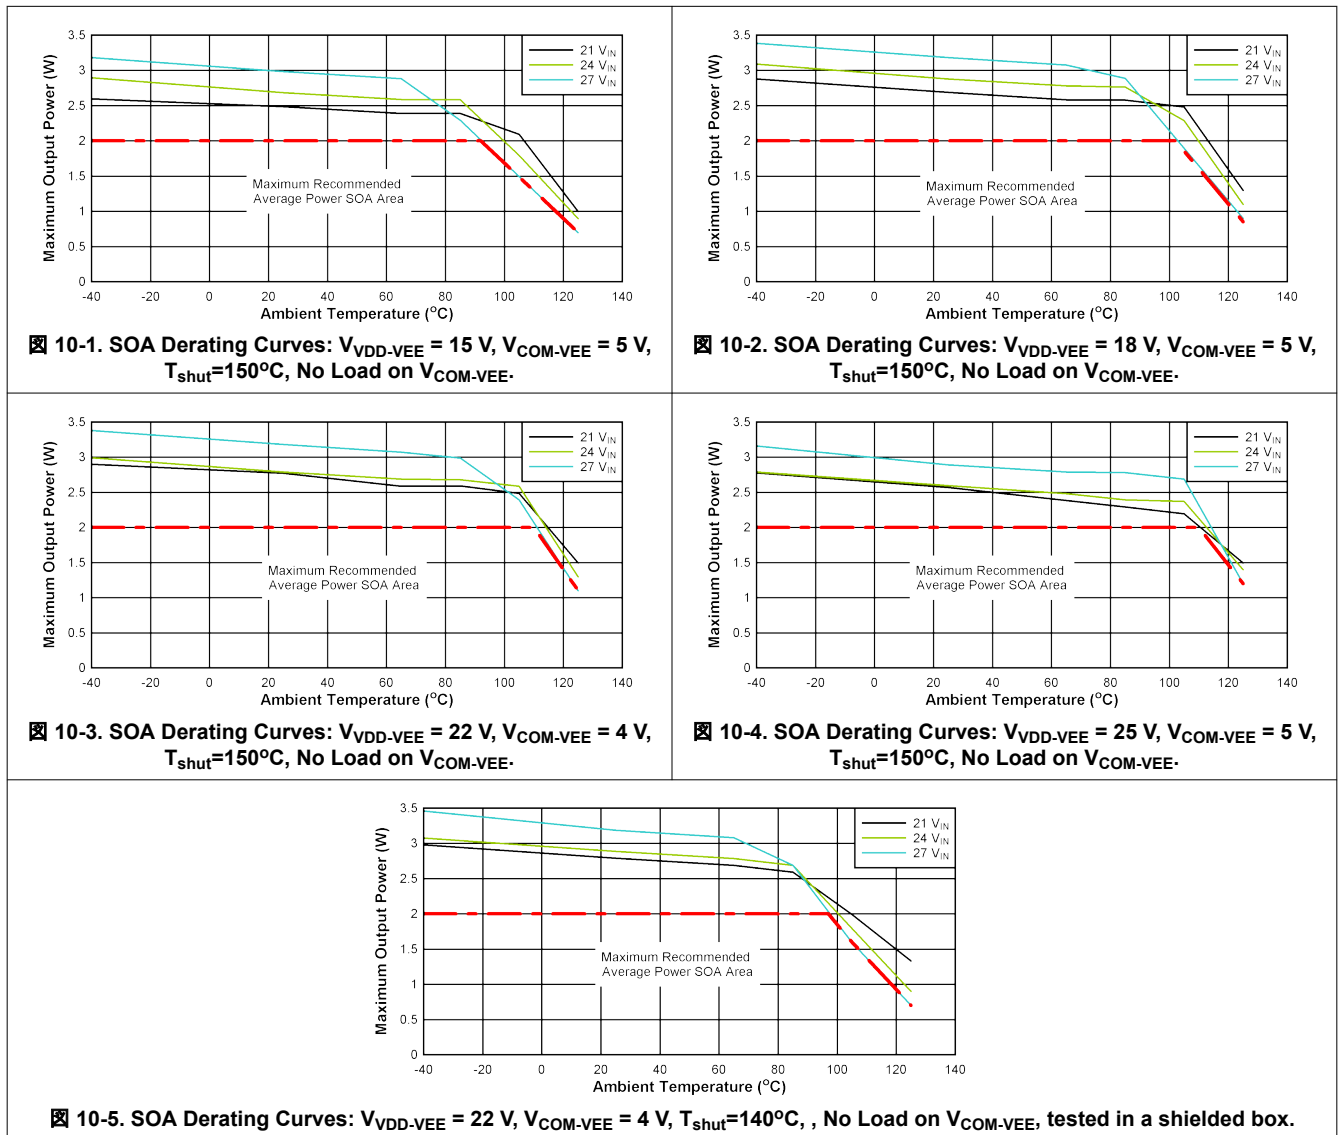 3.5
3
2.5
2
1.5
1
0.5
0
-40 -20 0 20 40 60 80 100 120 140
Maximum Output Power (W)
Ambient Temperature (°C)
21 VIN
24 VIN
27 VIN
Maximum Recommended
Average Power SOA Area
図 10-1. SOA Derating Curves: VVDD-VEE = 15 V, VCOM-VEE = 5 V,
Tshut=150°C, No Load on VCOM-VEE.
3.5
3
2.5
2
1.5
1
0.5
0
-40 -20 0 20 40 60 80 100 120 140
Maximum Output Power (W)
Ambient Temperature (°C)
21 VIN
24 VIN
27 VIN
Maximum Recommended
Average Power SOA Area
図 10-2. SOA Derating Curves: VVDD-VEE = 18 V, VCOM-VEE = 5 V,
Tshut=150°C, No Load on VCOM-VEE.
3.5
3
2.5
2
1.5
1
0.5
0
-40 -20 0 20 40 60 80 100 120 140
Maximum Output Power (W)
Ambient Temperature (°C)
21 VIN
24 VIN
27 VIN
Maximum Recommended
Average Power SOA Area
図 10-3. SOA Derating Curves: VVDD-VEE = 22 V, VCOM-VEE = 4 V,
Tshut=150°C, No Load on VCOM-VEE.
3.5
3
2.5
2
1.5
1
0.5
0
-40 -20 0 20 40 60 80 100 120 140
Maximum Output Power (W)
Ambient Temperature (°C)
21 VIN
24 VIN
27 VIN
Maximum Recommended
Average Power SOA Area
図 10-4. SOA Derating Curves: VVDD-VEE = 25 V, VCOM-VEE = 5 V,
Tshut=150°C, No Load on VCOM-VEE.
3.5
3
2.5
2
1.5
1
0.5
0
-40 -20 0 20 40 60 80 100 120 140
Maximum Output Power (W)
Ambient Temperature (°C)
21 VIN
24 VIN
27 VIN
Maximum Recommended
Average Power SOA Area
図 10-5. SOA Derating Curves: VVDD-VEE = 22 V, VCOM-VEE = 4 V, Tshut=140°C, , No Load on VCOM-VEE, tested in a shielded box.